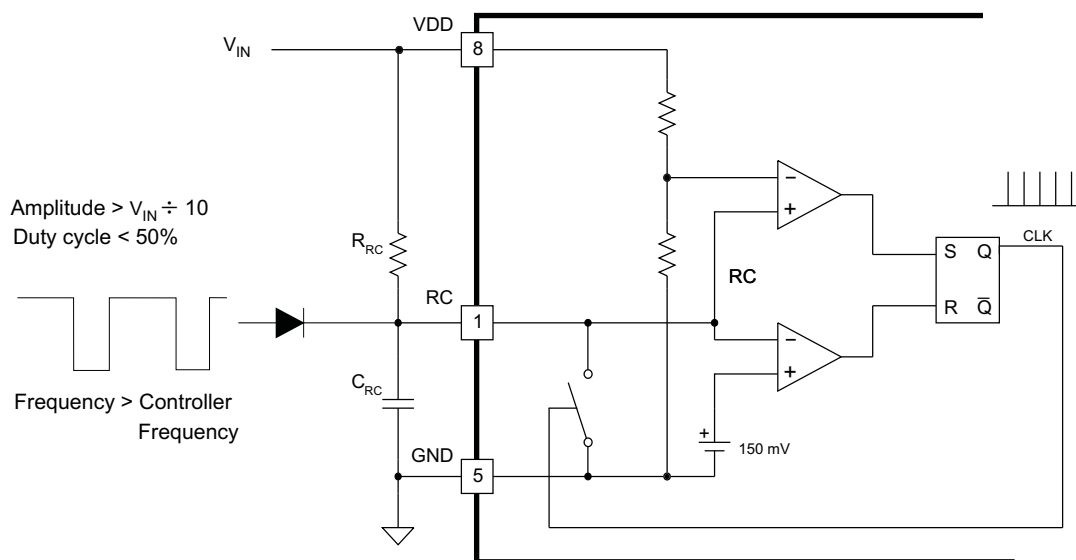 VDD
V_IN
8
Amplitude > V_IN ÷ 10
Duty cycle < 50%
R_RC
RC
1
Frequency > Controller
Frequency
C_RC
GND
5
−
+
RC
−
+
+
150 mV
S Q
R Q̅
CLK